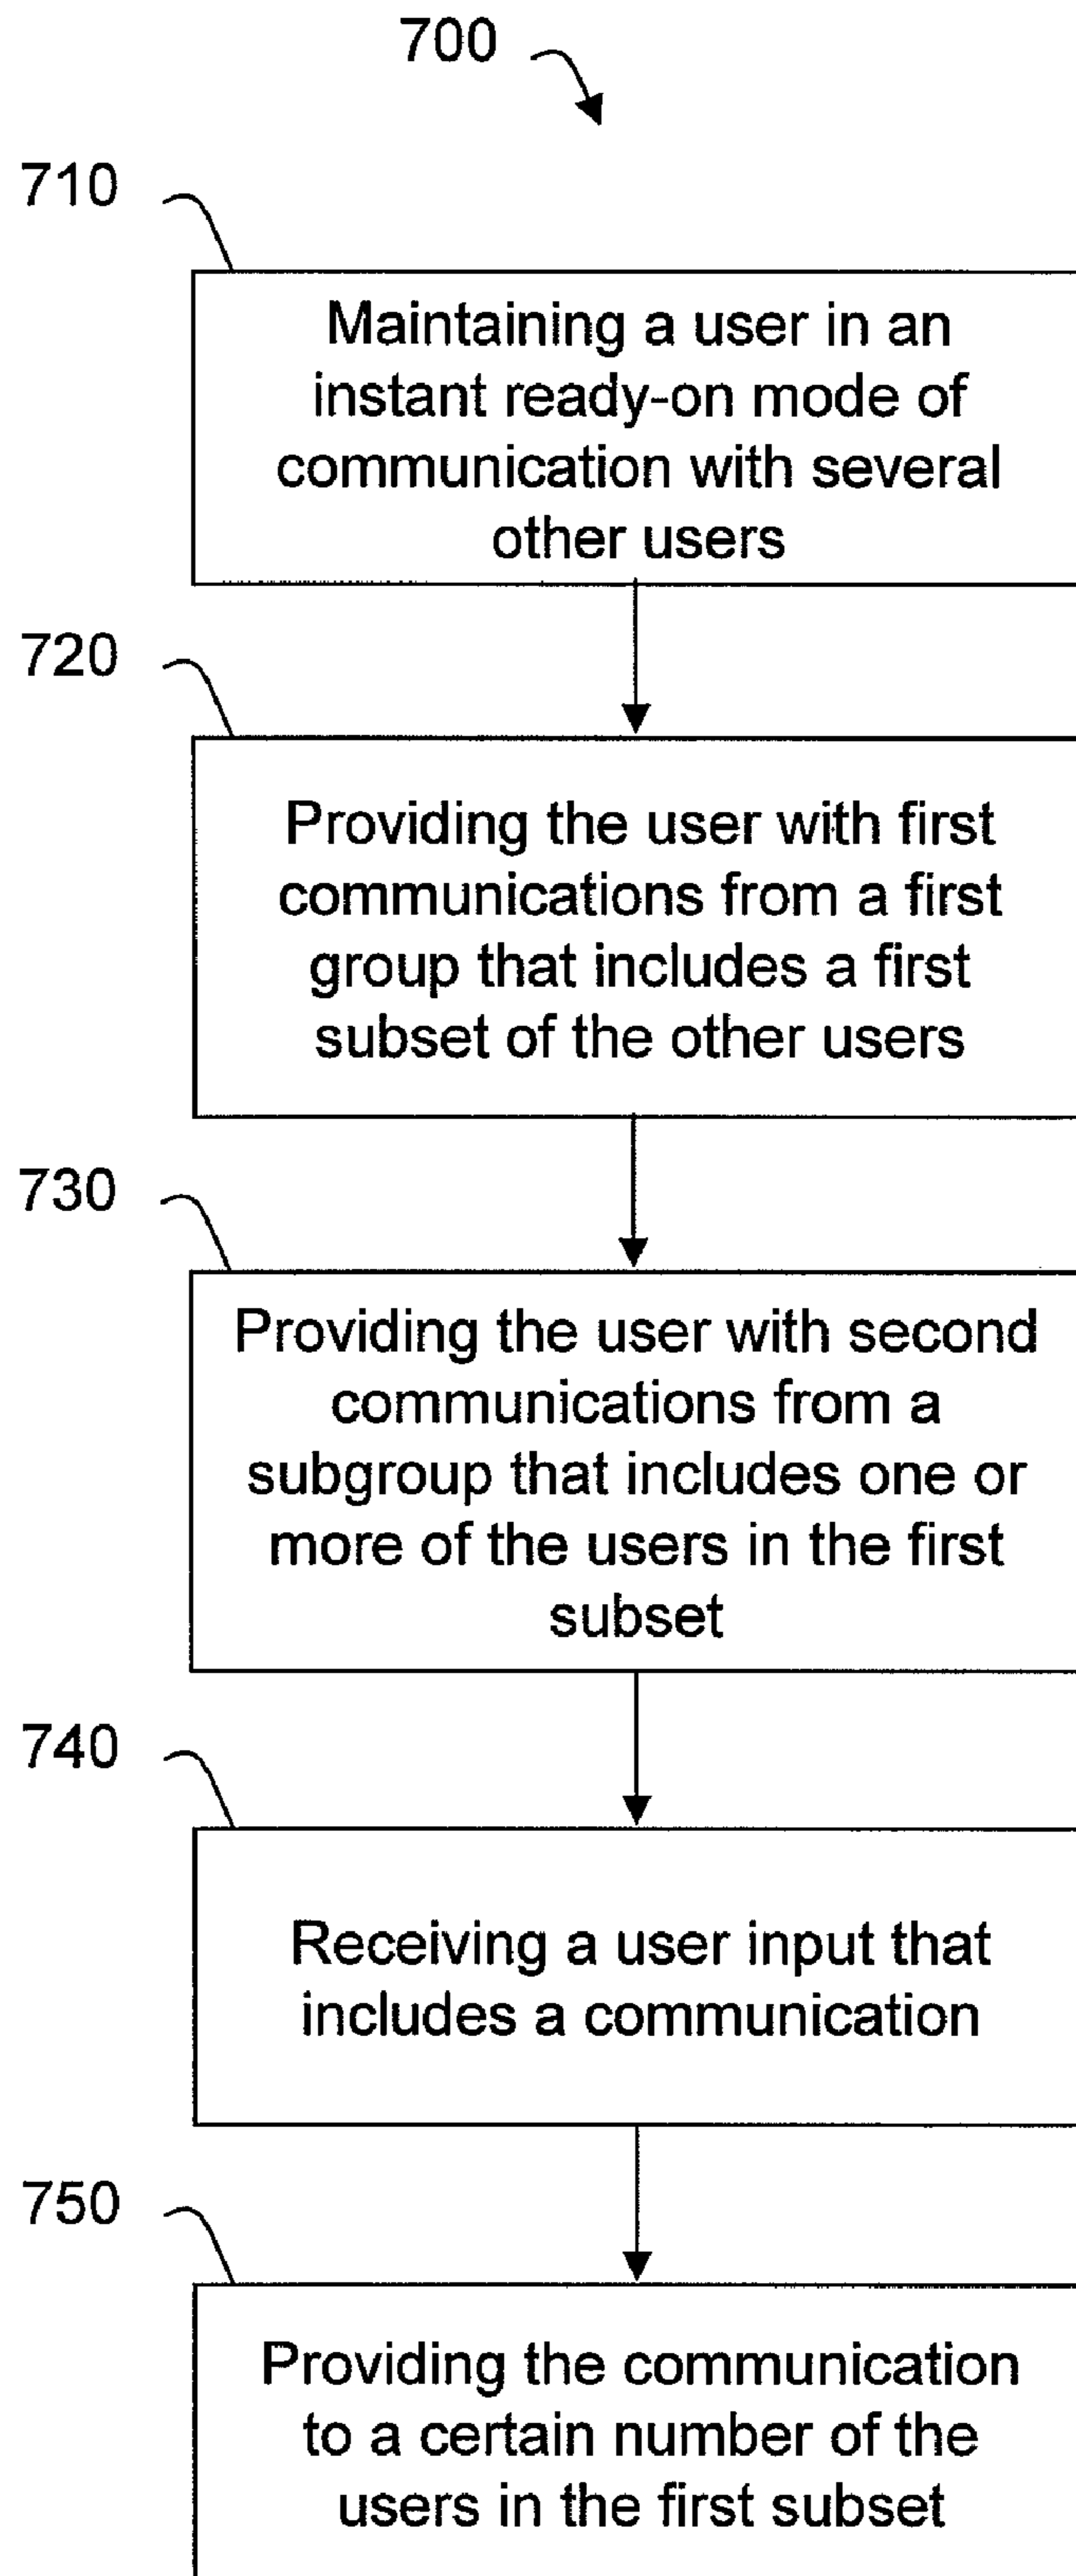 700
710
Maintaining a user in an
instant ready-on mode of
communication with several
other users
720
Providing the user with first
communications from a first
group that includes a first
subset of the other users
730
Providing the user with second
communications from a
subgroup that includes one or
more of the users in the first
subset
740
Receiving a user input that
includes a communication
750
Providing the communication
to a certain number of the
users in the first subset